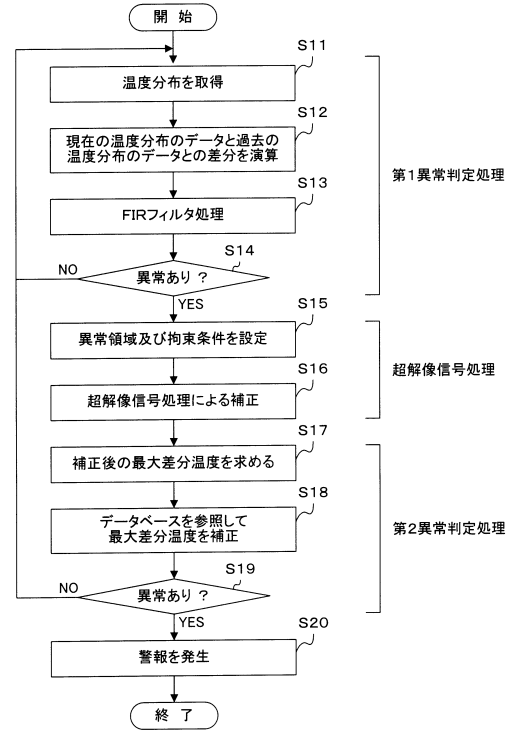 開 始
S11
温度分布を取得
S12
現在の温度分布のデータと過去の
温度分布のデータとの差分を演算
S13
FIRフィルタ処理
第1異常判定処理
S14
異常あり ?
NO
YES
S15
異常領域及び拘束条件を設定
S16
超解像信号処理による補正
超解像信号処理
S17
補正後の最大差分温度を求める
S18
データベースを参照して
最大差分温度を補正
第2異常判定処理
S19
異常あり ?
NO
YES
S20
警報を発生
終 了